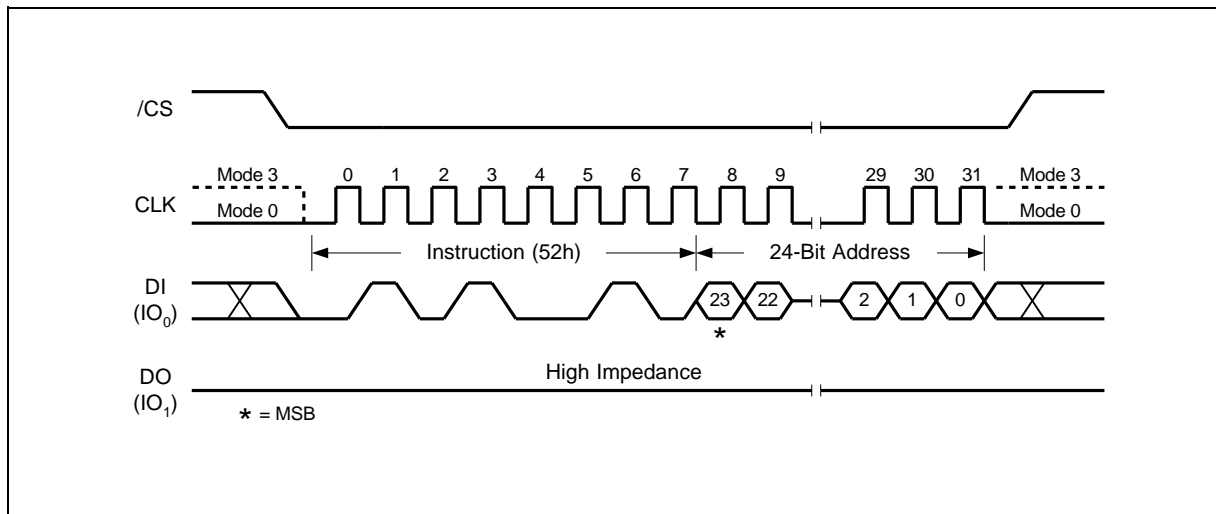 /CS
Mode 3
0 1 2 3 4 5 6 7 8 9 29 30 31
Mode 3
CLK
Mode 0
Mode 0
Instruction (52h)
24-Bit Address
DI
(IO0)
23 22 2 1 0
*
DO
(IO1)
High Impedance
* = MSB